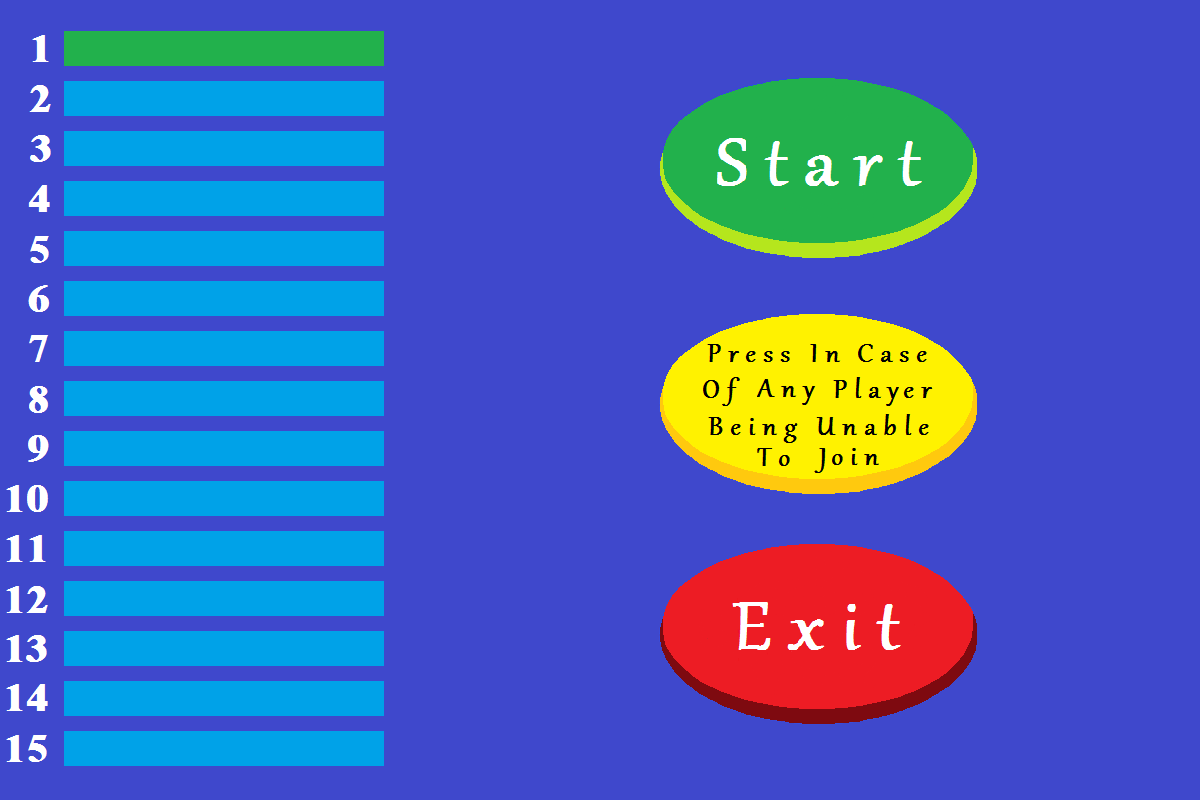 1
2
3
4
5
6
7
8
9
10
11
12
13
14
15
Start
Press In Case
Of Any Player
Being Unable
To Join
Exit